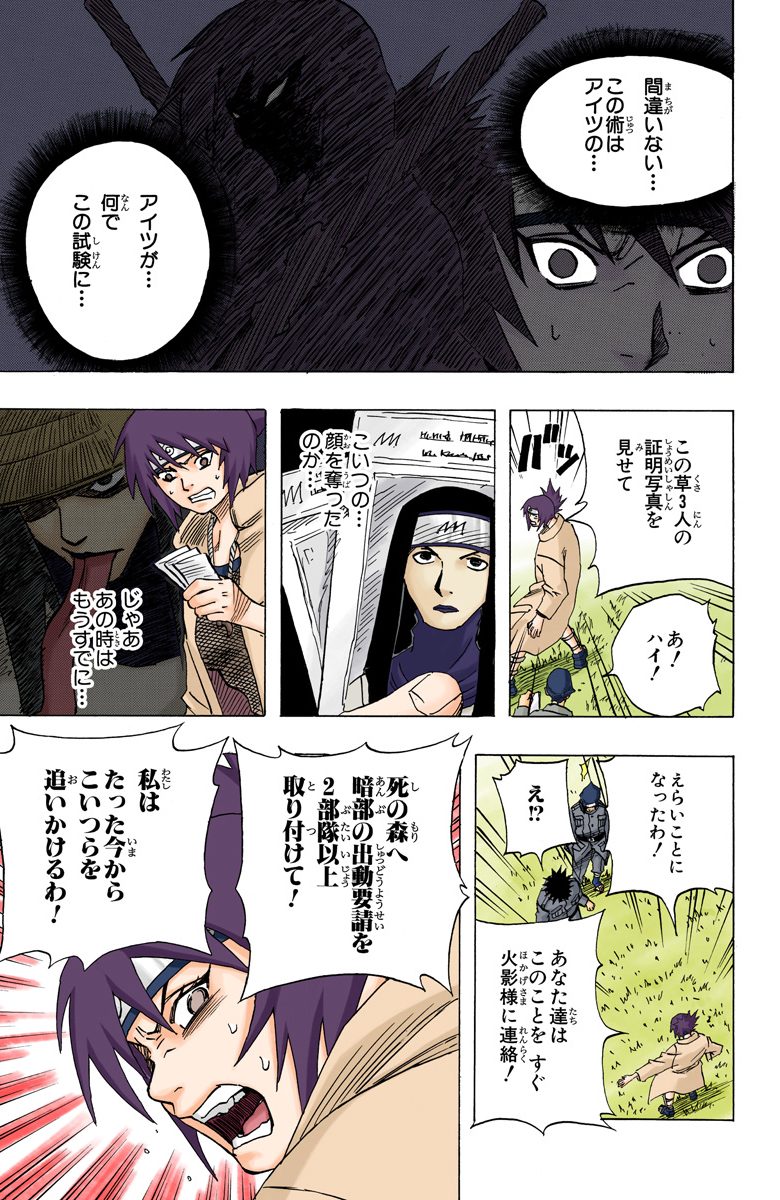 間違いない…
この術は
アイツの…
アイツが…
何で
この試験に…
この草3人の
証明写真を
見せて
バッ
あ!
ハイ!
こいつの…
顔を奪った
のか…
じゃあ
あの時は
もうすでに…
えらいことに
なったわ!
え!?
あなた達は
このことを すぐ
火影様に連絡!
死の森へ
暗部の出動要請を
2部隊以上
取り付けて!
私は
たった今から
こいつらを
追いかけるわ!